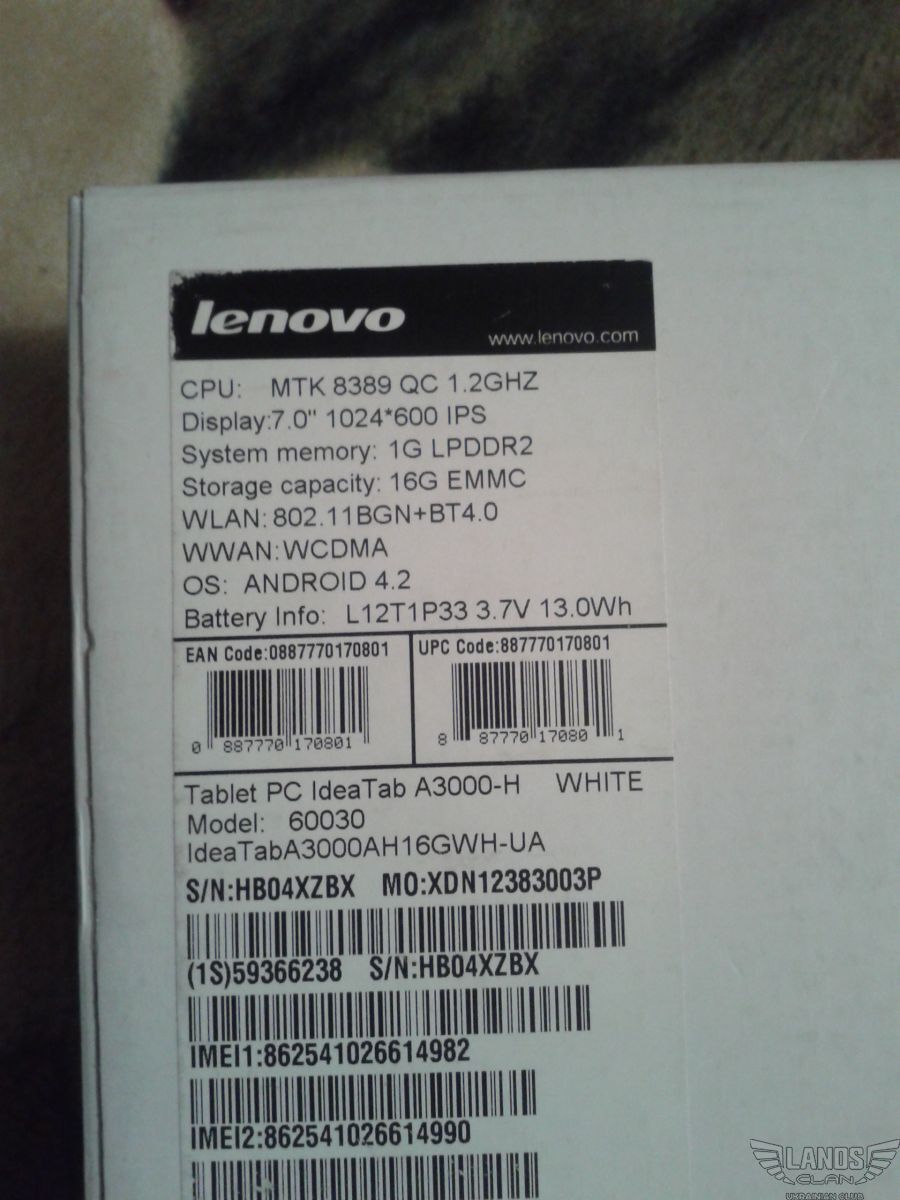 lenovo
www.lenovo.com
CPU: MTK 8389 QC 1.2GHZ
Display:7.0" 1024*600 IPS
System memory: 1G LPDDR2
Storage capacity: 16G EMMC
WLAN: 802.11BGN+BT4.0
WWAN:WCDMA
OS: ANDROID 4.2
Battery Info: L12T1P33 3.7V 13.0Wh
EAN Code:0887770170801
0 887770 170801
UPC Code:887770170801
8 87770 17080 1
Tablet PC IdeaTab A3000-H WHITE
Model: 60030
IdeaTabA3000AH16GWH-UA
S/N:HB04XZBX MO:XDN12383003P
(1S)59366238 S/N:HB04XZBX
IMEI1:862541026614982
IMEI2:862541026614990
LANOS
CLAN
UKRAINIAN CLUB